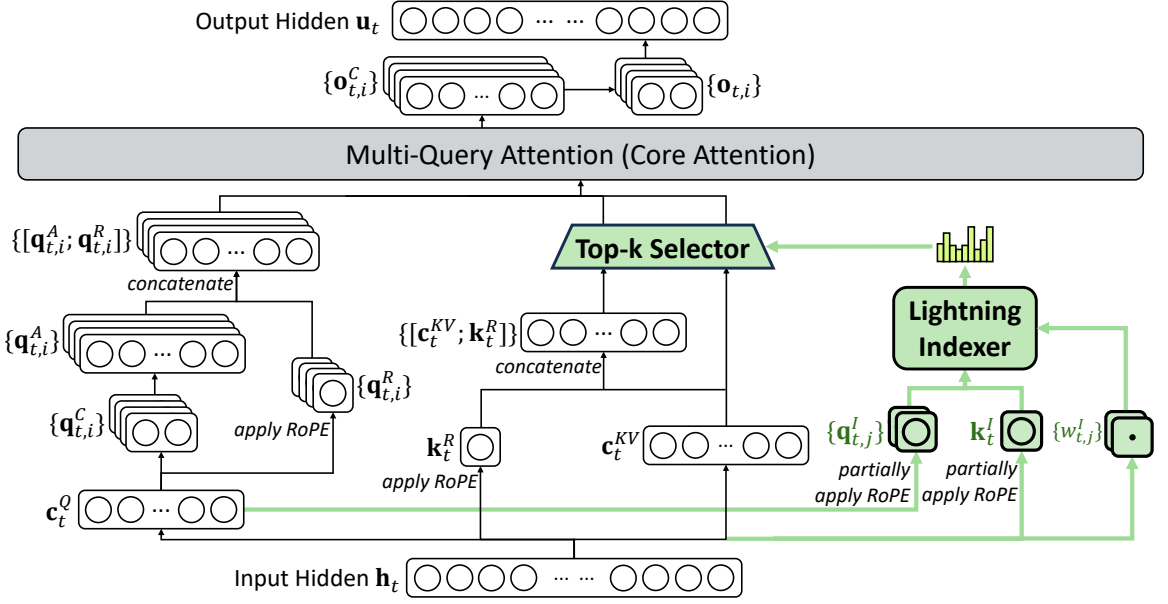 Output Hidden 𝐮_t
··· ···
{𝐨^C_{t,i}}
···
{𝐨_{t,i}}
Multi-Query Attention (Core Attention)
{[𝐪^A_{t,i}; 𝐪^R_{t,i}]}
···
concatenate
Top-k Selector
{𝐪^A_{t,i}}
···
{𝐪^R_{t,i}}
{[𝐜^{KV}_t; 𝐤^R_t]}
···
concatenate
Lightning
Indexer
{𝐪^C_{t,i}}
apply RoPE
𝐤^R_t
apply RoPE
𝐜^{KV}_t
···
{𝐪^I_{t,j}}
partially
apply RoPE
𝐤^I_t
partially
apply RoPE
{w^I_{t,j}}
·
𝐜^Q_t
···
Input Hidden 𝐡_t
··· ···